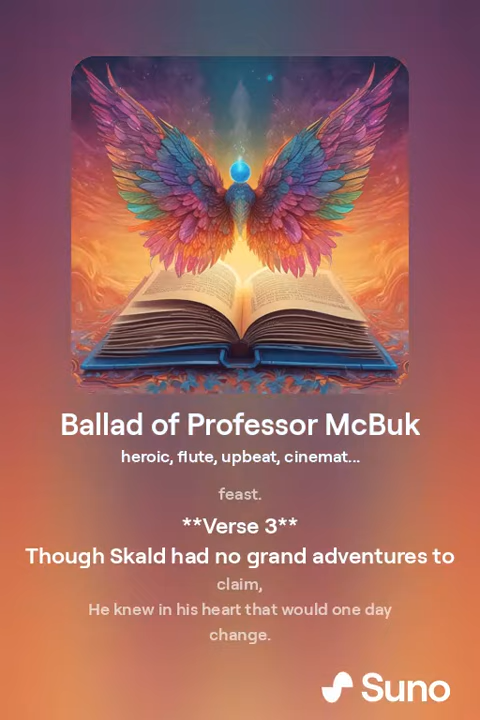 Ballad of Professor McBuk
heroic, flute, upbeat, cinemat...
feast.
**Verse 3**
Though Skald had no grand adventures to
claim,
He knew in his heart that would one day
change.
Suno